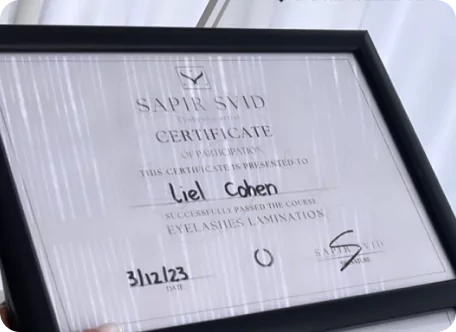 SAPIR SVID
CERTIFICATE
OF PARTICIPATION
THIS CERTIFICATE IS PRESENTED TO
Liel Cohen
SUCCESSFULLY PASSED THE COURSE
EYELASHES LAMINATION
3/12/23
DATE
SAPIR SVID
SIGNATURE